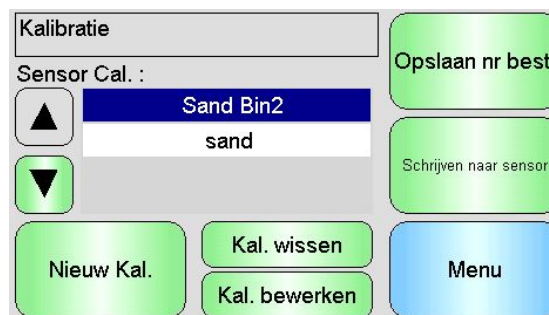 Kalibratie
Opslaan nr best
Sensor Cal. :
Sand Bin2
sand
Schrijven naar sensor
Nieuw Kal.
Kal. wissen
Kal. bewerken
Menu